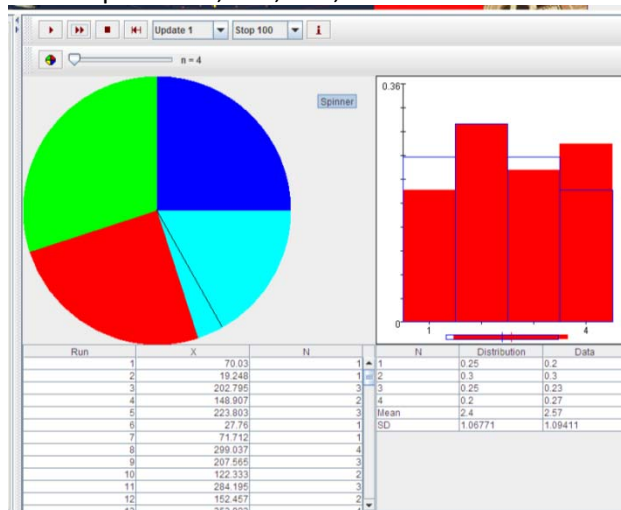 Update 1 Stop 100
n = 4
Spinner
0.36
0
1 4
Run X N
1 70.03 1
2 19.248 1
3 202.795 3
4 148.907 2
5 223.803 3
6 27.76 1
7 71.712 1
8 299.037 4
9 207.565 3
10 122.333 2
11 284.195 3
12 152.457 2
N Distribution Data
1 0.25 0.2
2 0.3 0.3
3 0.25 0.23
4 0.2 0.27
Mean 2.4 2.57
SD 1.06771 1.09411